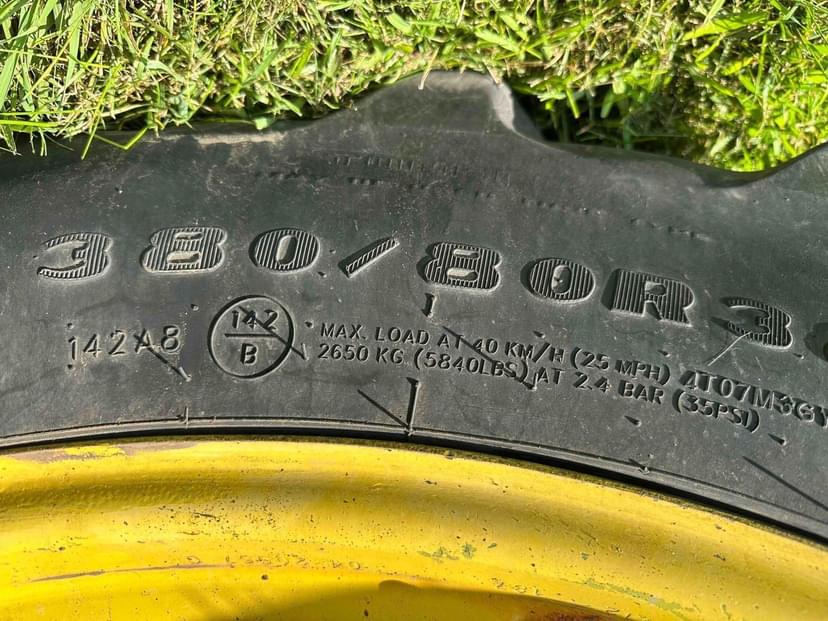 380/80R3
142A8
142
B
MAX. LOAD AT 40 KM/H (25 MPH)
2650 KG (5840LBS) AT 2.4 BAR (35PSI)